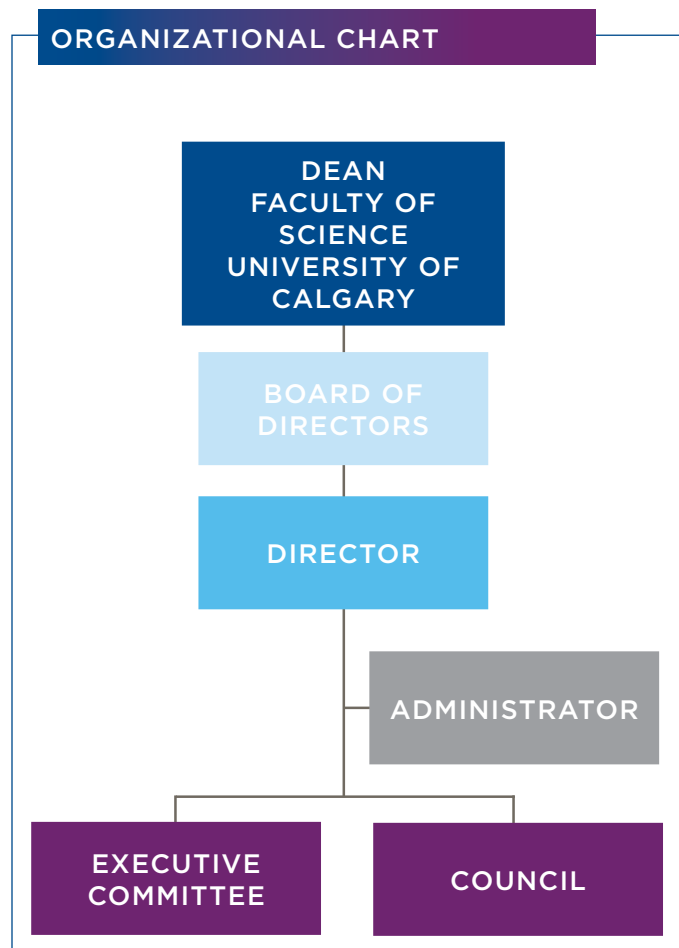 ORGANIZATIONAL CHART
DEAN
FACULTY OF
SCIENCE
UNIVERSITY OF
CALGARY
BOARD OF
DIRECTORS
DIRECTOR
ADMINISTRATOR
EXECUTIVE
COMMITTEE
COUNCIL